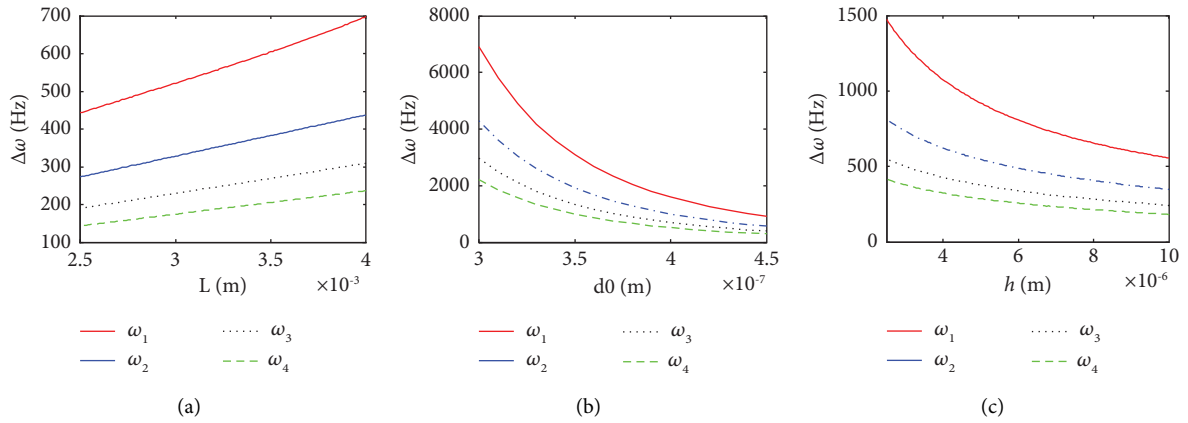 700
600
500
400
300
200
100
2.5 3 3.5 4
Δω (Hz)
L (m) ×10⁻³
ω₁ ω₃
ω₂ ω₄
(a)
8000
6000
4000
2000
0
3 3.5 4 4.5
Δω (Hz)
d0 (m) ×10⁻⁷
ω₁ ω₃
ω₂ ω₄
(b)
1500
1000
500
0
4 6 8 10
Δω (Hz)
h (m) ×10⁻⁶
ω₁ ω₃
ω₂ ω₄
(c)